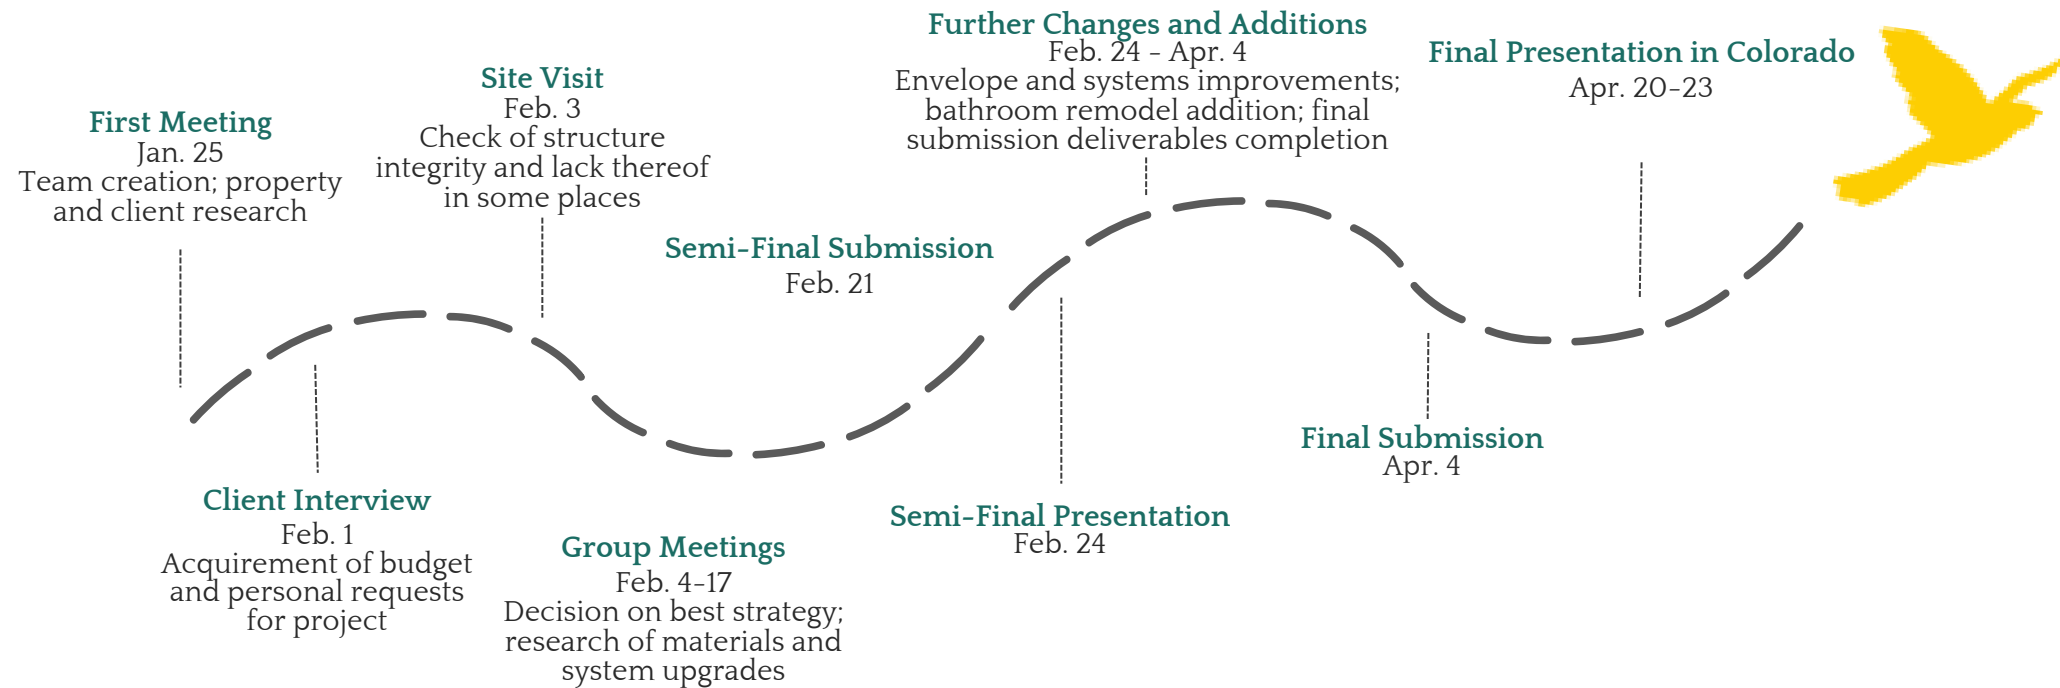 First Meeting
Jan. 25
Team creation; property
and client research
Client Interview
Feb. 1
Acquirement of budget
and personal requests
for project
Site Visit
Feb. 3
Check of structure
integrity and lack thereof
in some places
Group Meetings
Feb. 4-17
Decision on best strategy;
research of materials and
system upgrades
Semi-Final Submission
Feb. 21
Semi-Final Presentation
Feb. 24
Further Changes and Additions
Feb. 24 - Apr. 4
Envelope and systems improvements;
bathroom remodel addition; final
submission deliverables completion
Final Submission
Apr. 4
Final Presentation in Colorado
Apr. 20-23